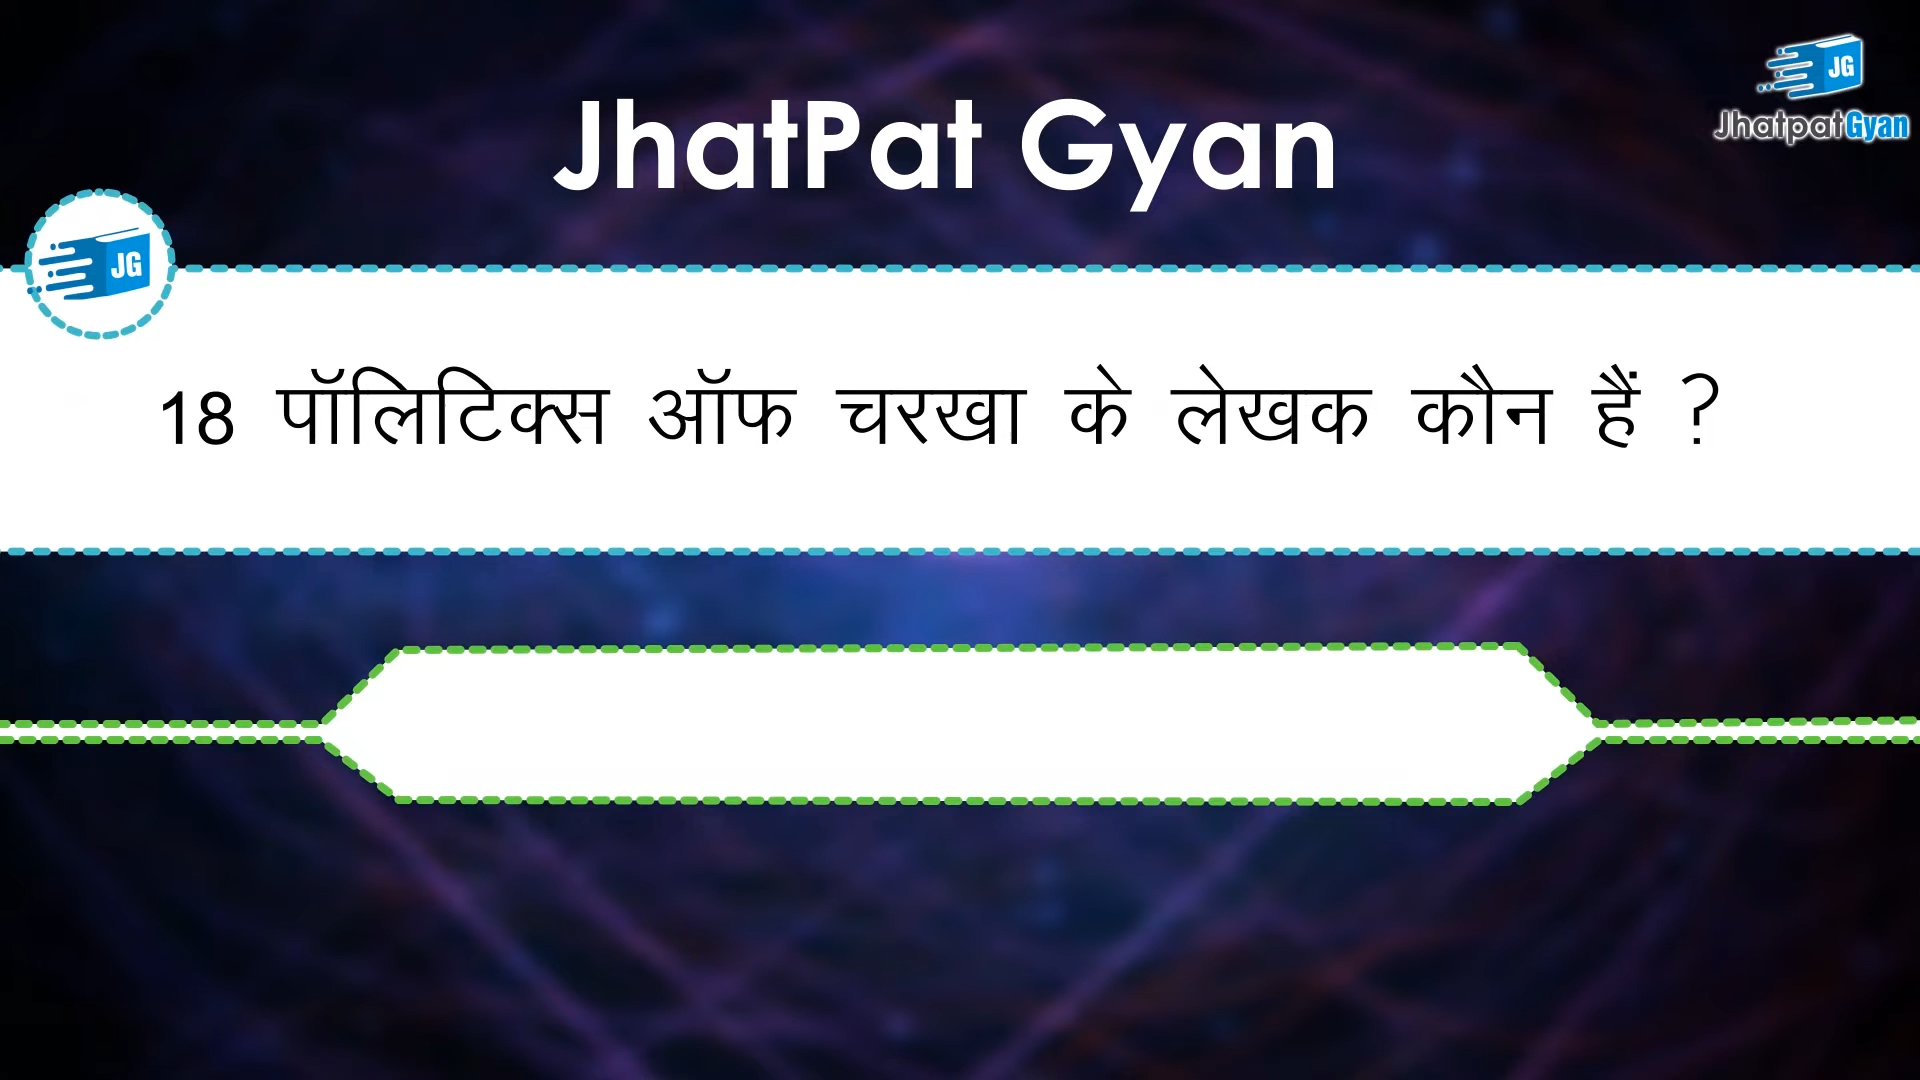 JhatPat Gyan
JG
JhatpatGyan
JG
18 पॉलिटिक्स ऑफ चरखा के लेखक कौन हैं ?